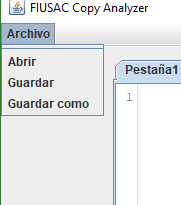 FIUSAC Copy Analyzer
Archivo
Abrir
Guardar
Guardar como
Pestaña1
1